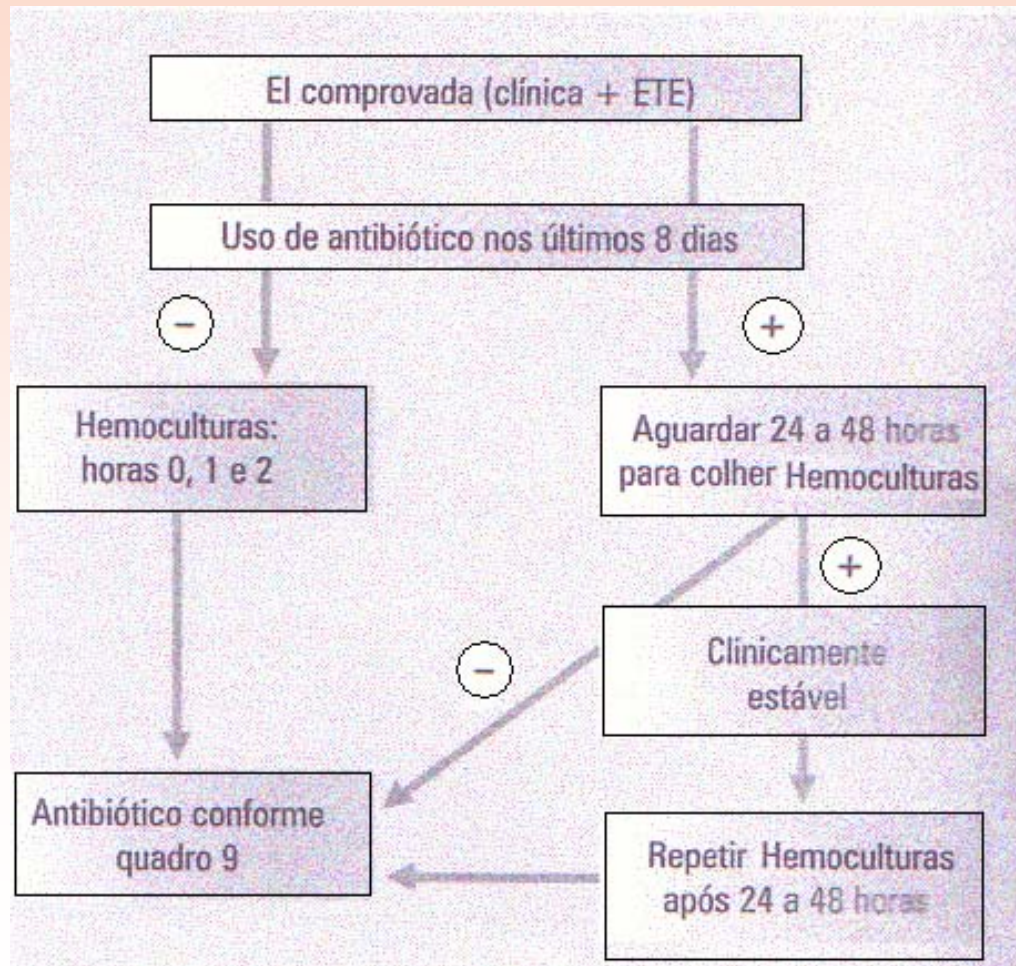 EI comprovada (clínica + ETE)
Uso de antibiótico nos últimos 8 dias
−
+
Hemoculturas:
horas 0, 1 e 2
Aguardar 24 a 48 horas
para colher Hemoculturas
+
−
Clinicamente
estável
Antibiótico conforme
quadro 9
Repetir Hemoculturas
após 24 a 48 horas